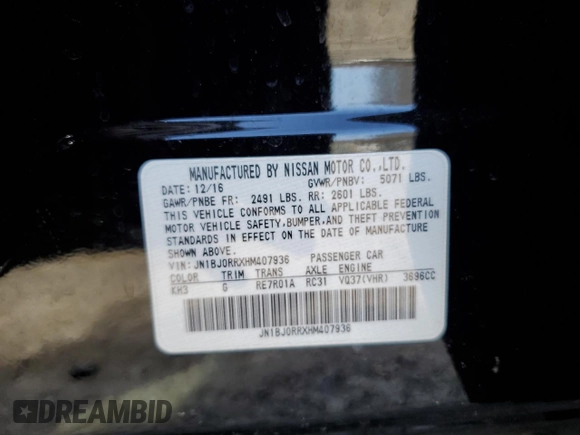 MANUFACTURED BY NISSAN MOTOR CO.,LTD.
DATE: 12/16 GVWR/PNBV: 5071 LBS.
GAWR/PNBE FR: 2491 LBS. RR: 2601 LBS.
THIS VEHICLE CONFORMS TO ALL APPLICABLE FEDERAL
MOTOR VEHICLE SAFETY, BUMPER, AND THEFT PREVENTION
STANDARDS IN EFFECT ON THE DATE OF MANUFACTURE
SHOWN ABOVE.
VIN: JN1BJ0RRXHM407936 PASSENGER CAR
COLOR TRIM TRANS AXLE ENGINE
KH3 G RE7R01A RC31 VQ37(VHR) 3696CC
JN1BJ0RRXHM407936
DREAMBID